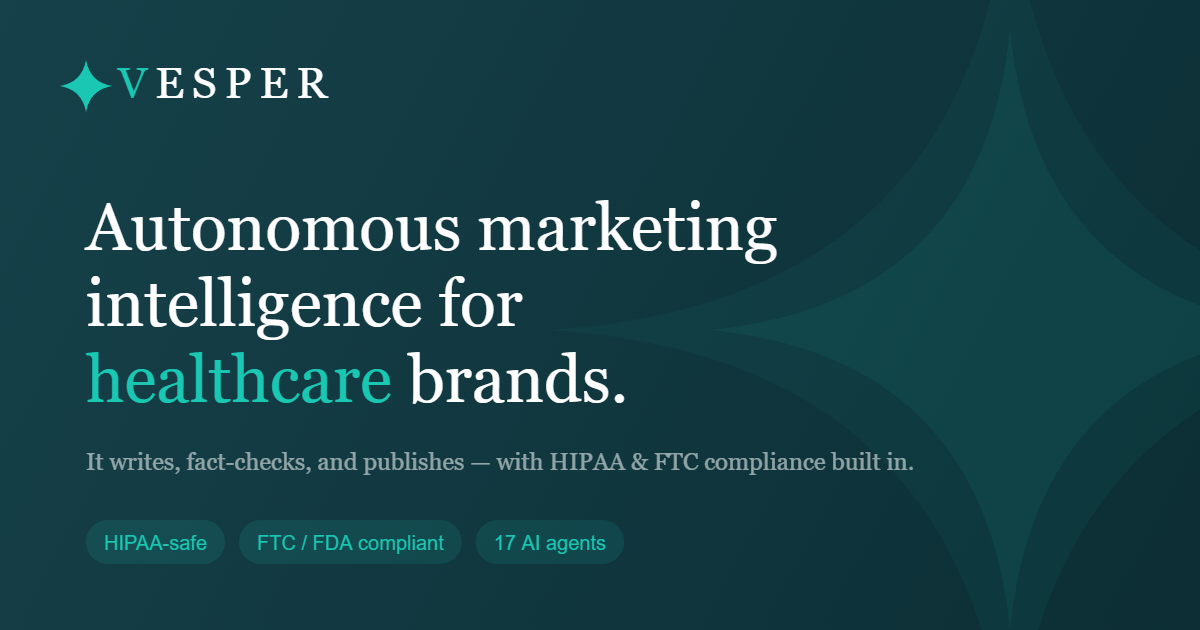 VESPER
Autonomous marketing
intelligence for
healthcare brands.
It writes, fact-checks, and publishes — with HIPAA & FTC compliance built in.
HIPAA-safe
FTC / FDA compliant
17 AI agents